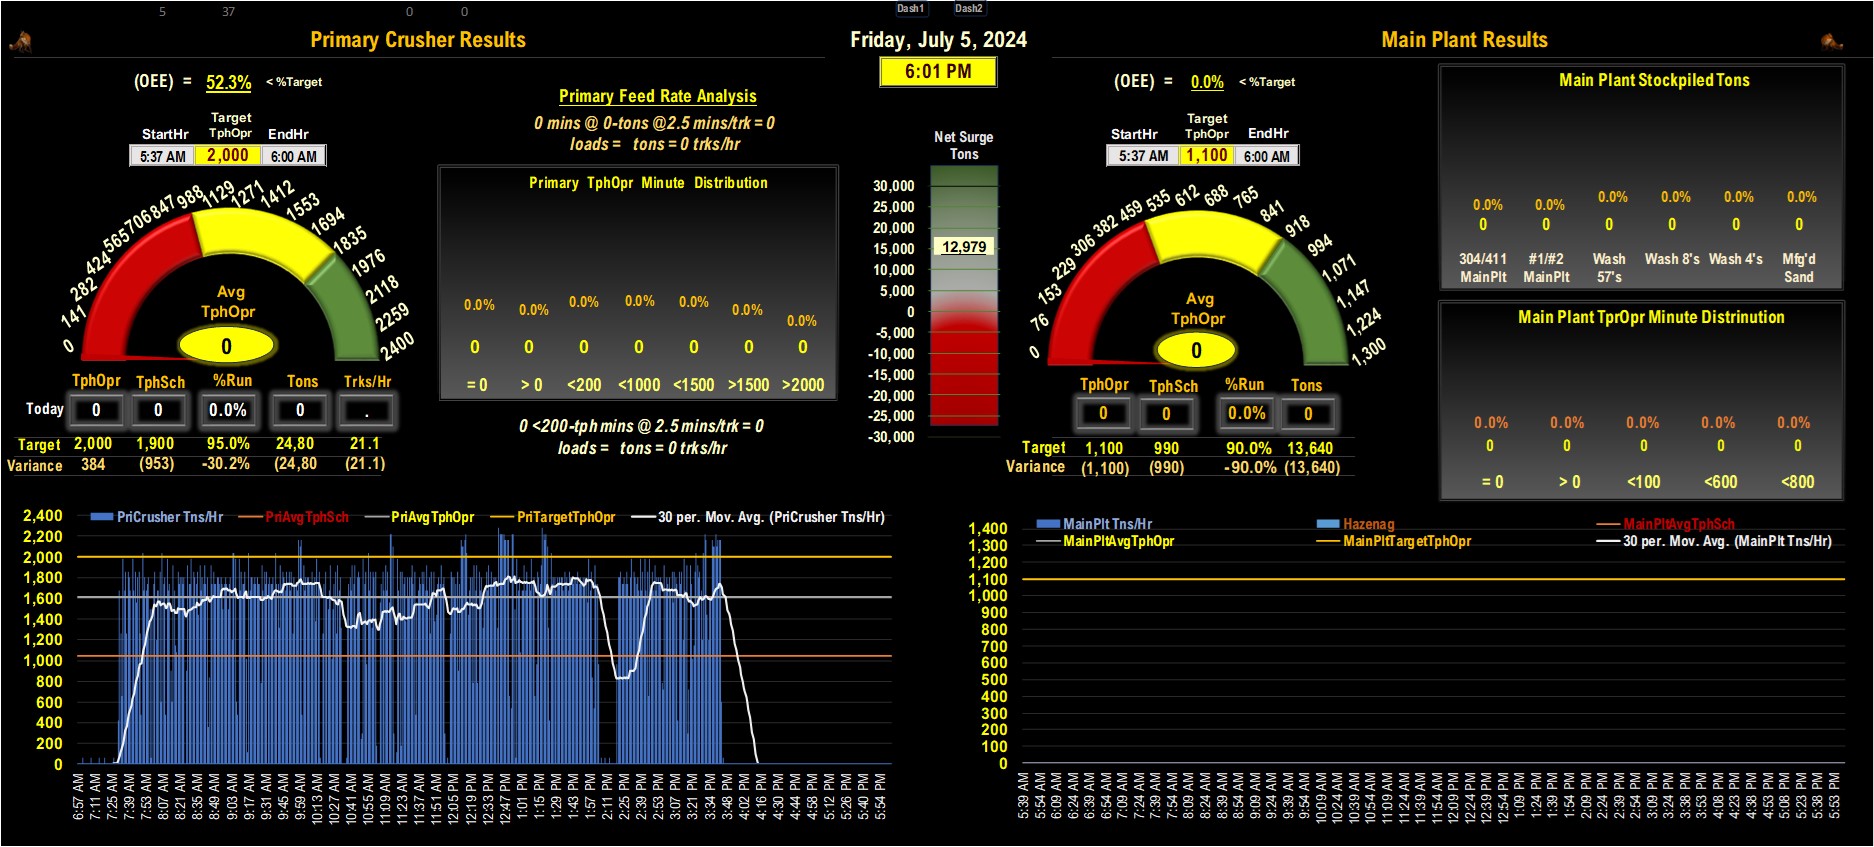 5 37 0 0 Dash1 Dash2
Primary Crusher Results
Friday, July 5, 2024
Main Plant Results
6:01 PM
(OEE) = 52.3% < %Target
Primary Feed Rate Analysis
0 mins @ 0-tons @2.5 mins/trk = 0
loads = tons = 0 trks/hr
Target
StartHr TphOpr EndHr
5:37 AM 2,000 6:00 AM
0 141 282 424 565 706 847 988 1129 1271 1412 1553 1694 1835 1976 2118 2259 2400
Avg
TphOpr
0
TphOpr TphSch %Run Tons Trks/Hr
Today 0 0 0.0% 0 .
Target 2,000 1,900 95.0% 24,80 21.1
Variance 384 (953) -30.2% (24,80 (21.1)
Primary TphOpr Minute Distribution
0.0% 0.0% 0.0% 0.0% 0.0% 0.0% 0.0%
0 0 0 0 0 0 0
= 0 > 0 <200 <1000 <1500 >1500 >2000
0 <200-tph mins @ 2.5 mins/trk = 0
loads = tons = 0 trks/hr
Net Surge
Tons
30,000
25,000
20,000
15,000
12,979
10,000
5,000
0
-5,000
-10,000
-15,000
-20,000
-25,000
-30,000
(OEE) = 0.0% < %Target
Target
StartHr TphOpr EndHr
5:37 AM 1,100 6:00 AM
0 76 153 229 306 382 459 535 612 688 765 841 918 994 1,071 1,147 1,224 1,300
Avg
TphOpr
0
TphOpr TphSch %Run Tons
0 0 0.0% 0
Target 1,100 990 90.0% 13,640
Variance (1,100) (990) -90.0% (13,640)
Main Plant Stockpiled Tons
0.0% 0.0% 0.0% 0.0% 0.0% 0.0%
0 0 0 0 0 0
304/411 #1/#2 Wash Wash 8's Wash 4's Mfg'd
MainPlt MainPlt 57's Sand
Main Plant TprOpr Minute Distrinution
0.0% 0.0% 0.0% 0.0% 0.0%
0 0 0 0 0
= 0 > 0 <100 <600 <800
PriCrusher Tns/Hr PriAvgTphSch PriAvgTphOpr PriTargetTphOpr 30 per. Mov. Avg. (PriCrusher Tns/Hr)
2,400
2,200
2,000
1,800
1,600
1,400
1,200
1,000
800
600
400
200
0
6:57 AM 7:11 AM 7:25 AM 7:39 AM 7:53 AM 8:07 AM 8:21 AM 8:35 AM 8:49 AM 9:03 AM 9:17 AM 9:31 AM 9:45 AM 9:59 AM 10:13 AM 10:27 AM 10:41 AM 10:55 AM 11:09 AM 11:23 AM 11:37 AM 11:51 AM 12:05 PM 12:19 PM 12:33 PM 12:47 PM 1:01 PM 1:15 PM 1:29 PM 1:43 PM 1:57 PM 2:11 PM 2:25 PM 2:39 PM 2:53 PM 3:07 PM 3:21 PM 3:34 PM 3:48 PM 4:02 PM 4:16 PM 4:30 PM 4:44 PM 4:58 PM 5:12 PM 5:26 PM 5:40 PM 5:54 PM
MainPlt Tns/Hr Hazenag MainPltAvgTphSch
MainPltAvgTphOpr MainPltTargetTphOpr 30 per. Mov. Avg. (MainPlt Tns/Hr)
1,400
1,300
1,200
1,100
1,000
900
800
700
600
500
400
300
200
100
0
5:39 AM 5:54 AM 6:09 AM 6:24 AM 6:39 AM 6:54 AM 7:09 AM 7:24 AM 7:39 AM 7:54 AM 8:09 AM 8:24 AM 8:39 AM 8:54 AM 9:09 AM 9:24 AM 9:39 AM 9:54 AM 10:09 AM 10:24 AM 10:39 AM 10:54 AM 11:09 AM 11:24 AM 11:39 AM 11:54 AM 12:09 PM 12:24 PM 12:39 PM 12:54 PM 1:09 PM 1:24 PM 1:39 PM 1:54 PM 2:09 PM 2:24 PM 2:39 PM 2:54 PM 3:09 PM 3:24 PM 3:38 PM 3:53 PM 4:08 PM 4:23 PM 4:38 PM 4:53 PM 5:08 PM 5:23 PM 5:38 PM 5:53 PM